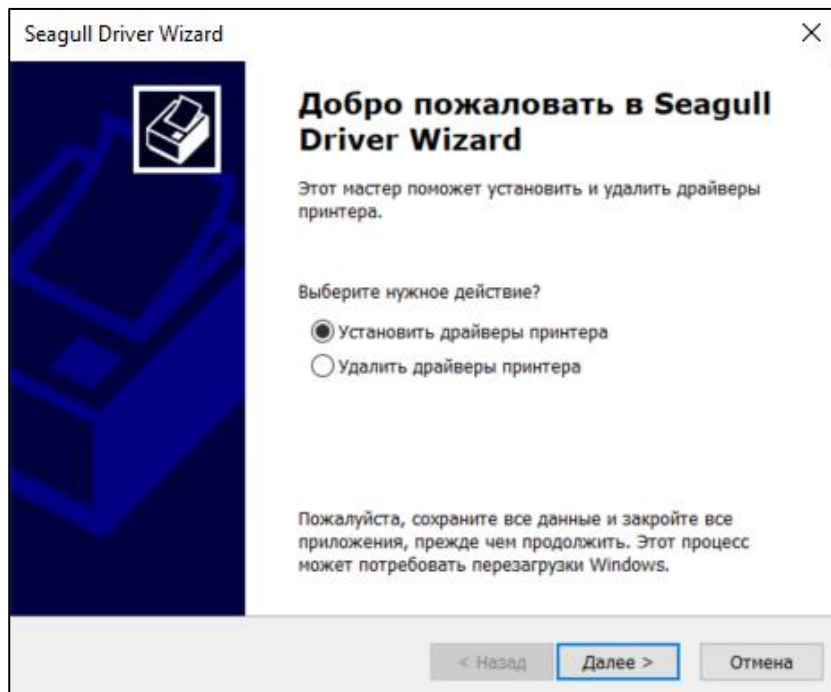 Seagull Driver Wizard
Добро пожаловать в Seagull
Driver Wizard
Этот мастер поможет установить и удалить драйверы
принтера.
Выберите нужное действие?
Установить драйверы принтера
Удалить драйверы принтера
Пожалуйста, сохраните все данные и закройте все
приложения, прежде чем продолжить. Этот процесс
может потребовать перезагрузки Windows.
< Назад Далее > Отмена